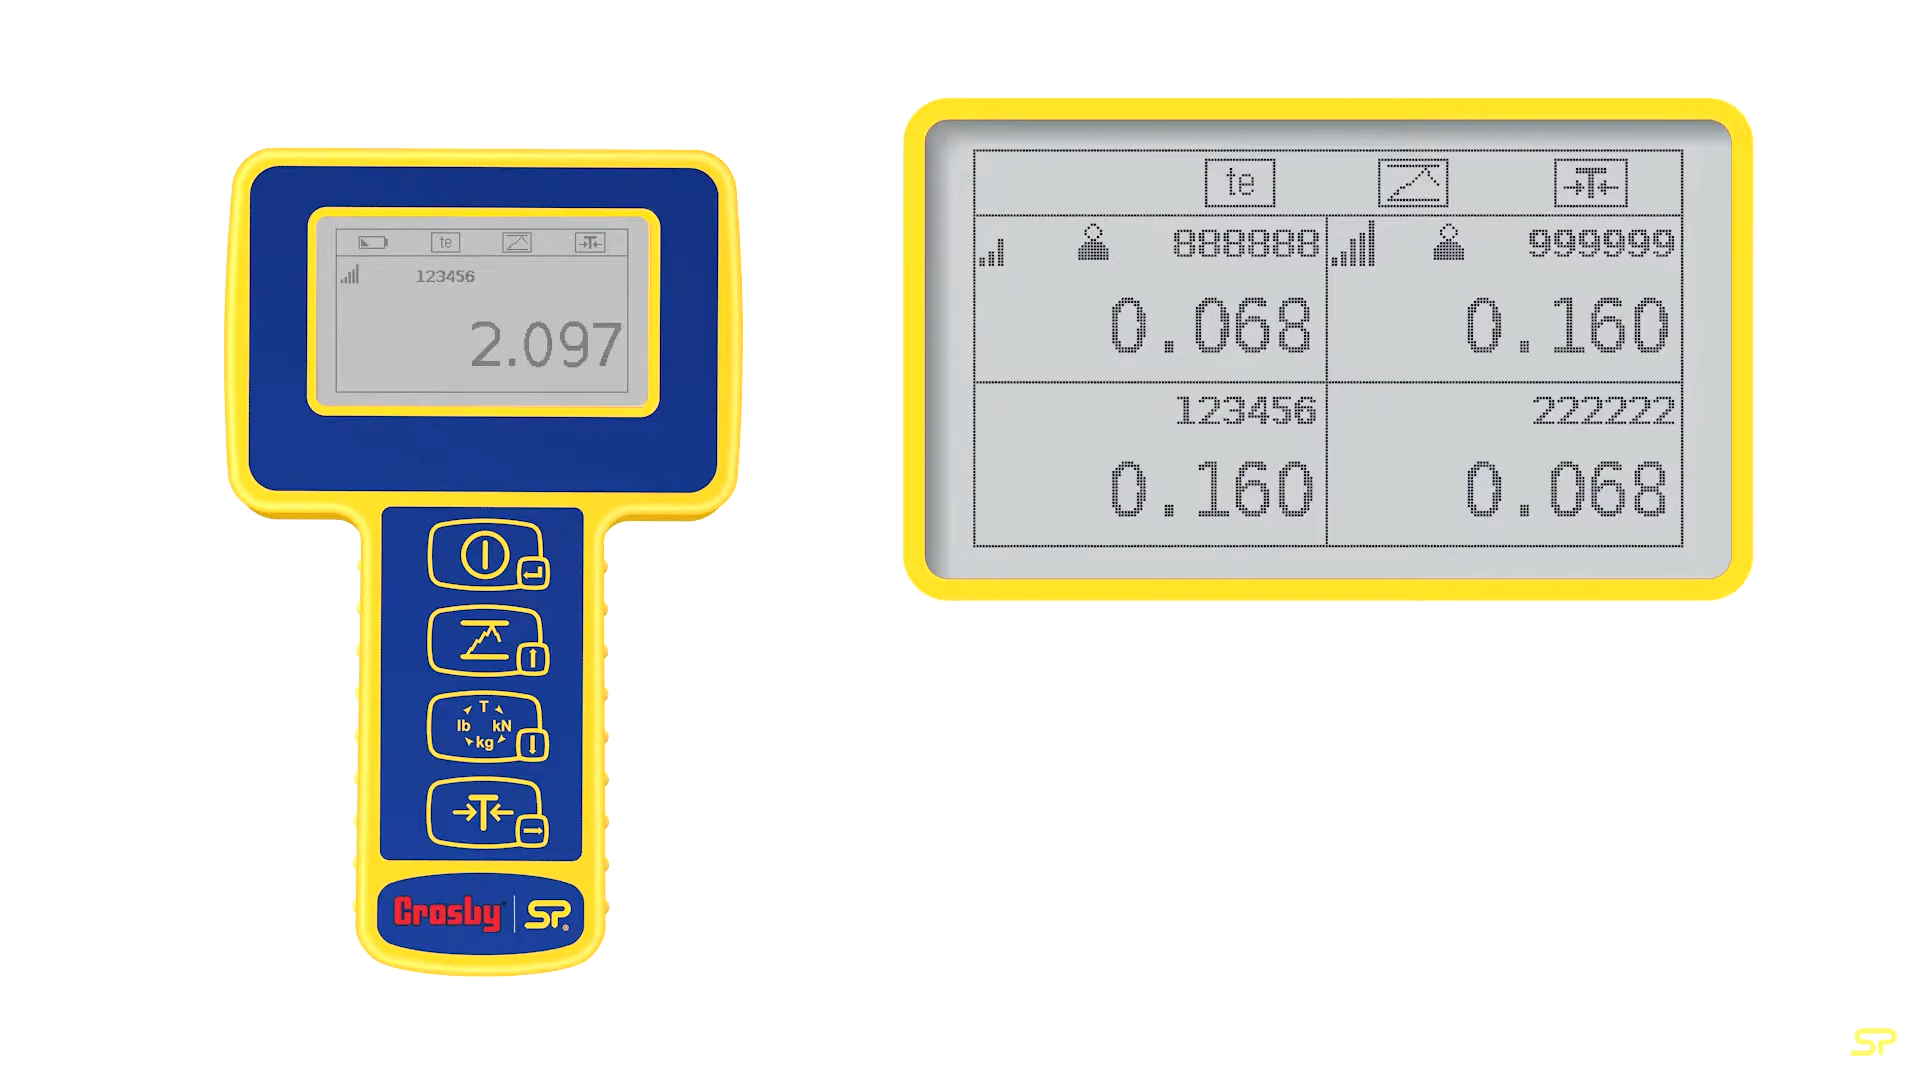 te
123456
2.097
T
lb kN
kg
T
Crosby® | SP®
te
T
888888
0.068
999999
0.160
123456
0.160
222222
0.068
SP